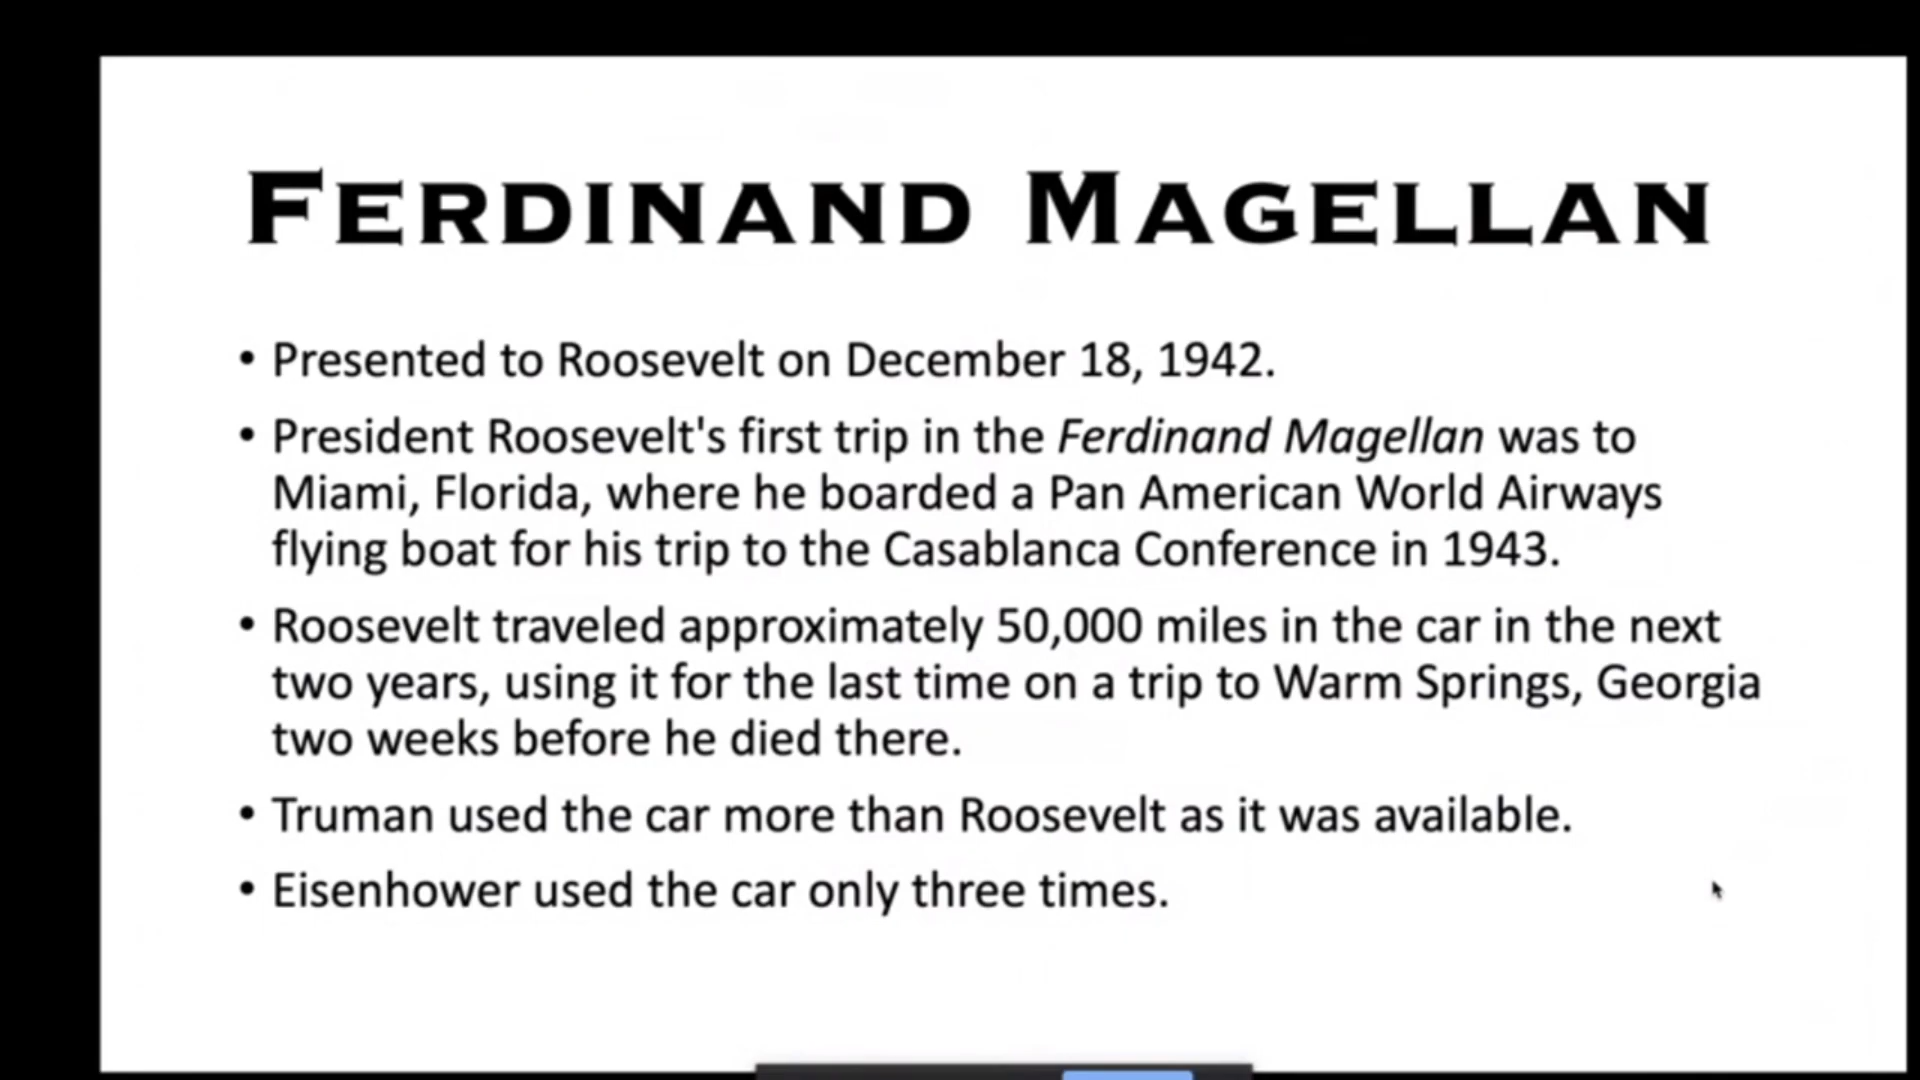 FERDINAND MAGELLAN
• Presented to Roosevelt on December 18, 1942.
• President Roosevelt's first trip in the Ferdinand Magellan was to
Miami, Florida, where he boarded a Pan American World Airways
flying boat for his trip to the Casablanca Conference in 1943.
• Roosevelt traveled approximately 50,000 miles in the car in the next
two years, using it for the last time on a trip to Warm Springs, Georgia
two weeks before he died there.
• Truman used the car more than Roosevelt as it was available.
• Eisenhower used the car only three times.